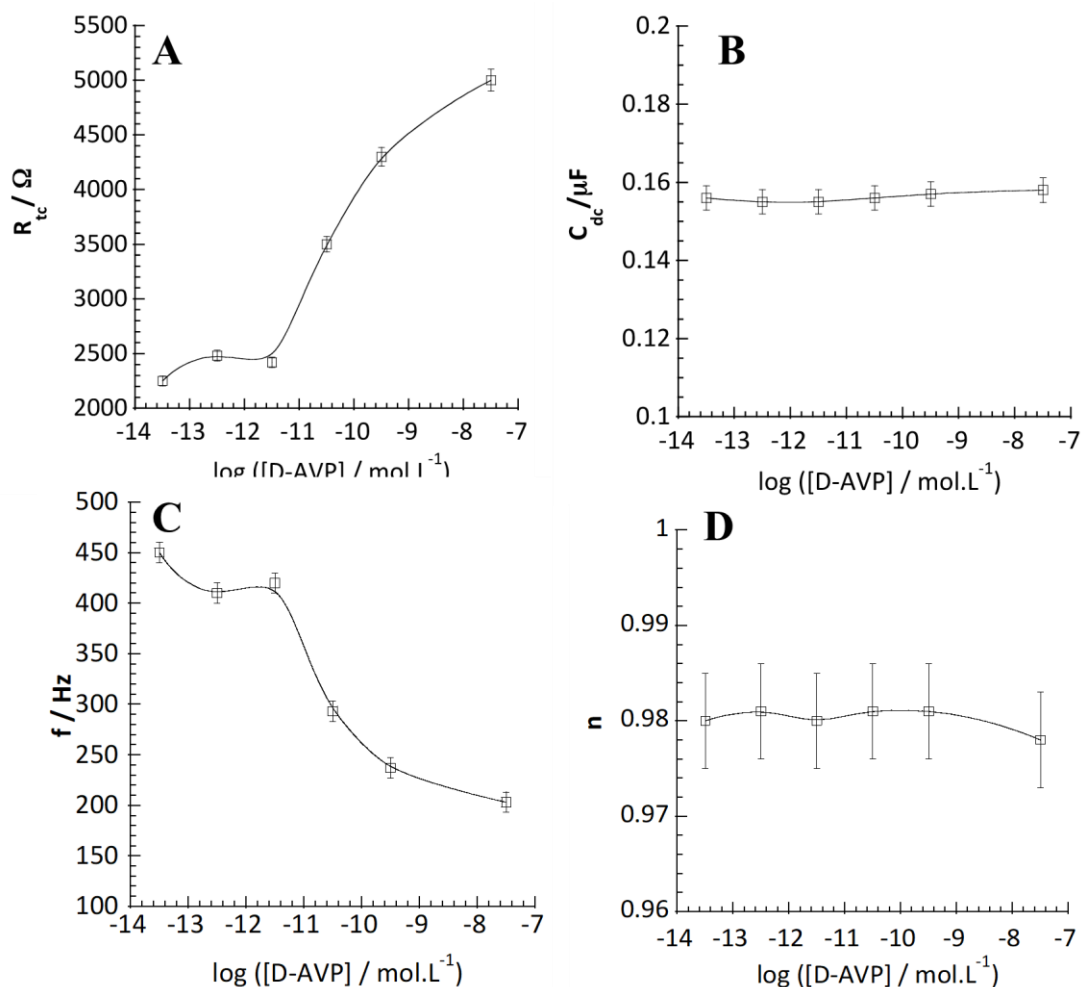 A
5500
5000
4500
4000
3500
3000
2500
2000
R_tc / Ω
-14 -13 -12 -11 -10 -9 -8 -7
log ([D-AVP] / mol.L⁻¹)
B
0.2
0.18
0.16
0.14
0.12
0.1
C_dc /μF
-14 -13 -12 -11 -10 -9 -8 -7
log ([D-AVP] / mol.L⁻¹)
C
500
450
400
350
300
250
200
150
100
f / Hz
-14 -13 -12 -11 -10 -9 -8 -7
log ([D-AVP] / mol.L⁻¹)
D
1
0.99
0.98
0.97
0.96
n
-14 -13 -12 -11 -10 -9 -8 -7
log ([D-AVP] / mol.L⁻¹)